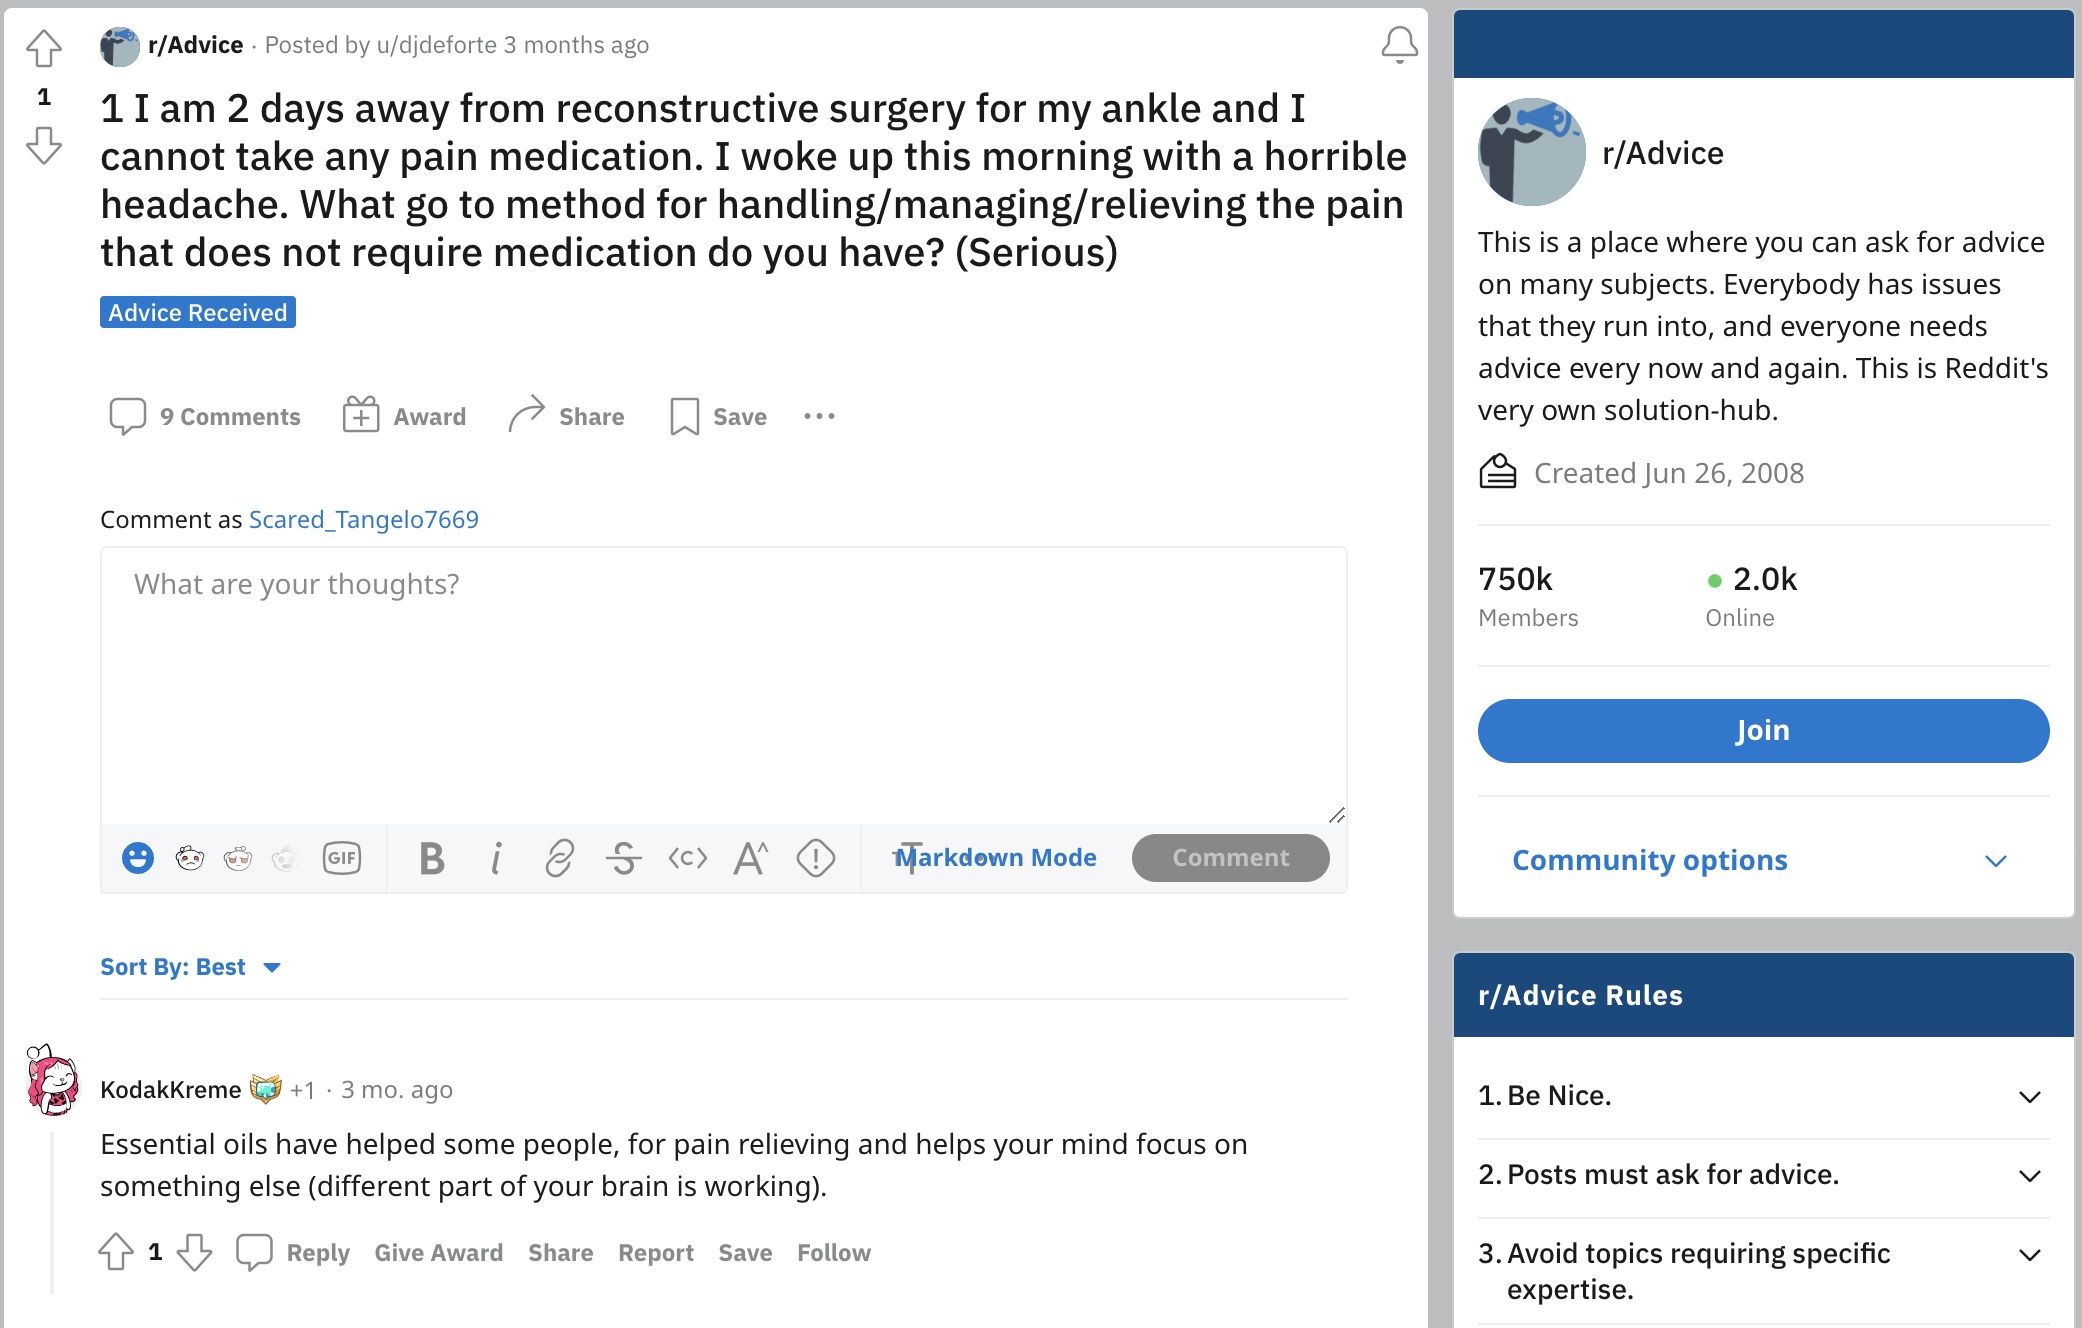 r/Advice · Posted by u/djdeforte 3 months ago
1
1 I am 2 days away from reconstructive surgery for my ankle and I
cannot take any pain medication. I woke up this morning with a horrible
headache. What go to method for handling/managing/relieving the pain
that does not require medication do you have? (Serious)
Advice Received
9 Comments Award Share Save ...
Comment as Scared_Tangelo7669
What are your thoughts?
GIF B i S <c> A^ T Markdown Mode Comment
Sort By: Best
KodakKreme +1 · 3 mo. ago
Essential oils have helped some people, for pain relieving and helps your mind focus on
something else (different part of your brain is working).
1 Reply Give Award Share Report Save Follow
r/Advice
This is a place where you can ask for advice
on many subjects. Everybody has issues
that they run into, and everyone needs
advice every now and again. This is Reddit's
very own solution-hub.
Created Jun 26, 2008
750k 2.0k
Members Online
Join
Community options
r/Advice Rules
1. Be Nice.
2. Posts must ask for advice.
3. Avoid topics requiring specific
expertise.